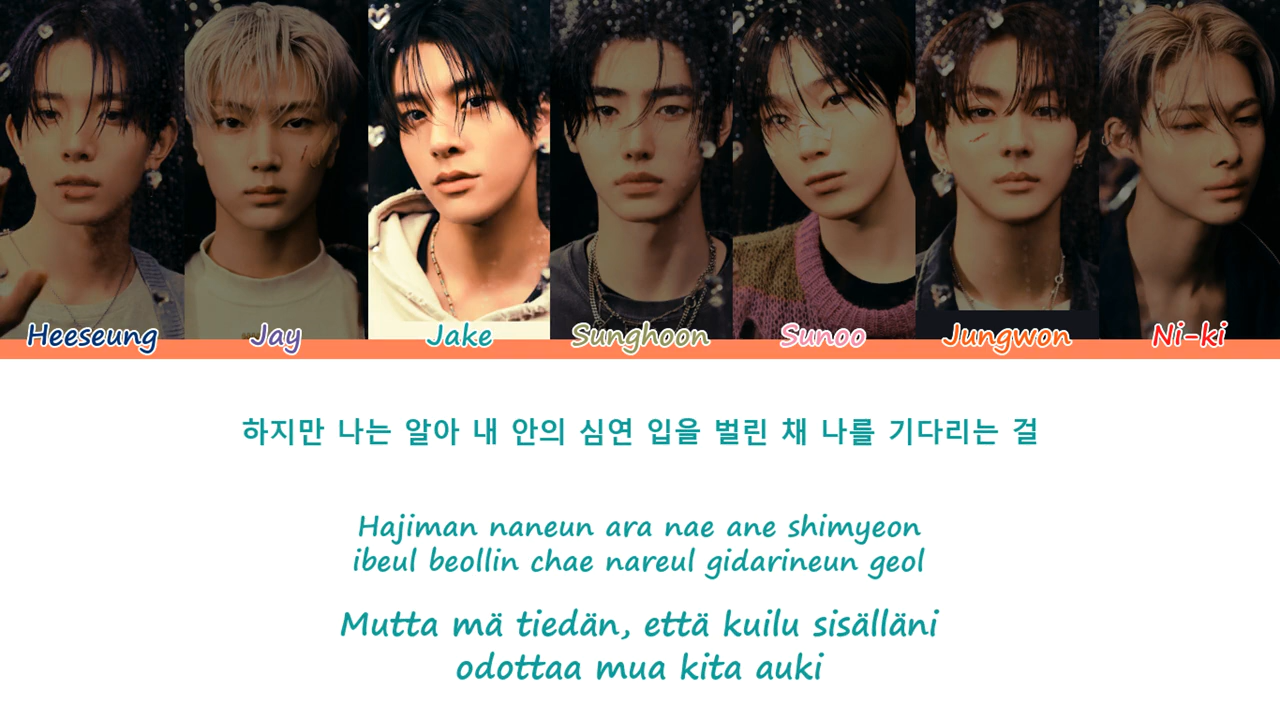 Heeseung Jay Jake Sunghoon Sunoo Jungwon Ni-ki
하지만 나는 알아 내 안의 심연 입을 벌린 채 나를 기다리는 걸
Hajiman naneun ara nae ane shimyeon
ibeul beollin chae nareul gidarineun geol
Mutta mä tiedän, että kuilu sisälläni
odottaa mua kita auki